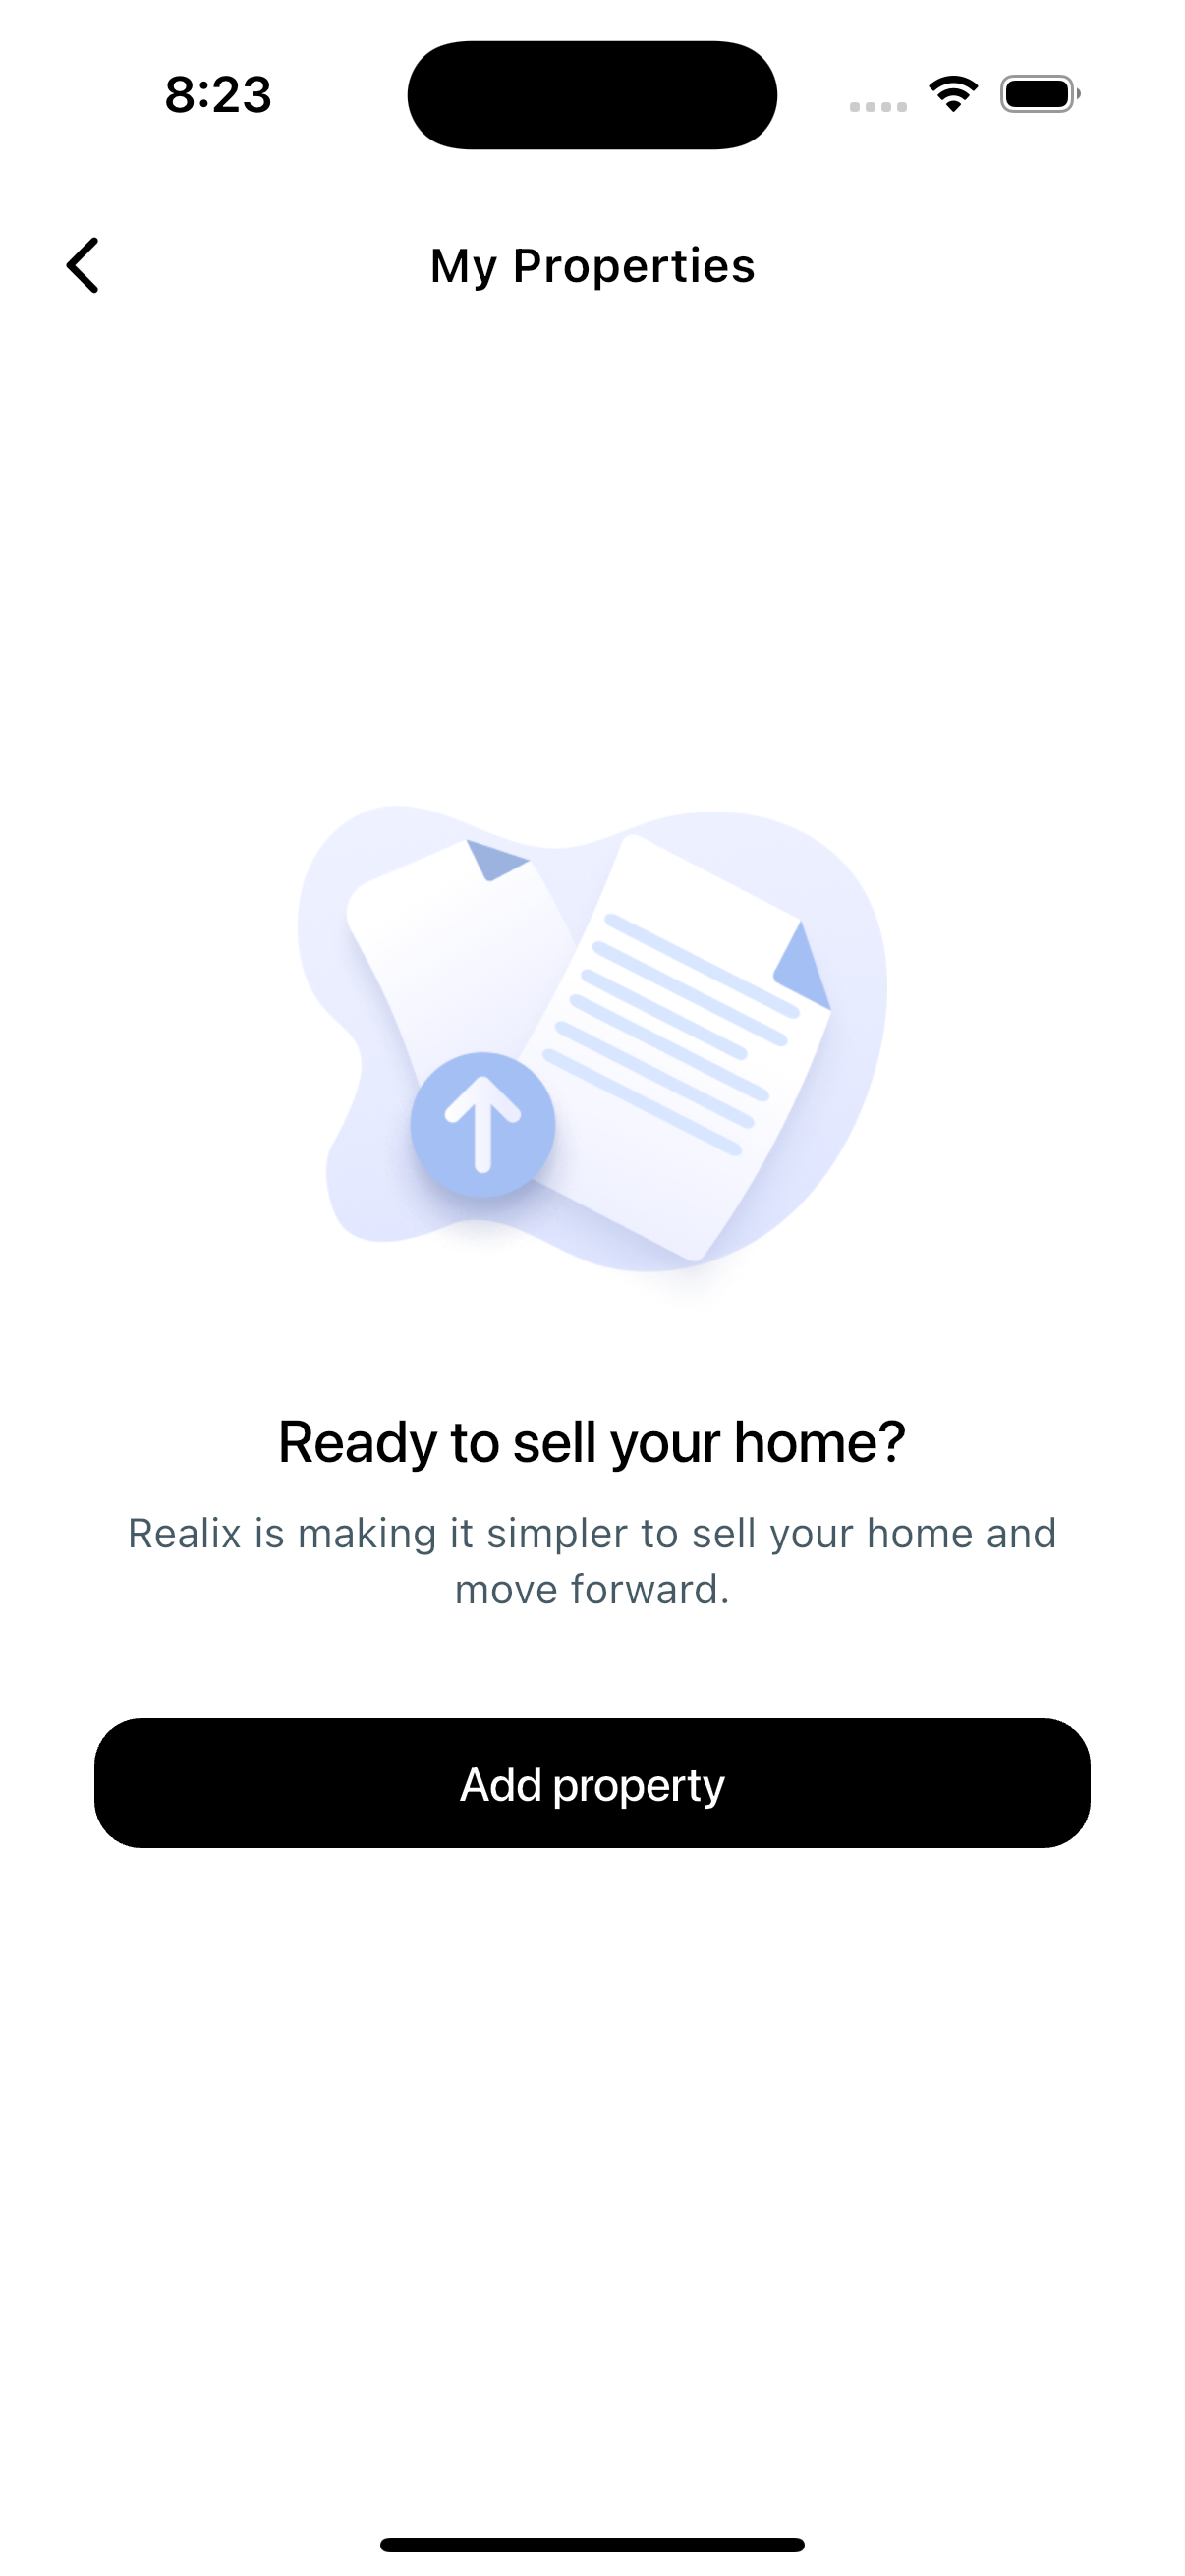 8:23
My Properties
Ready to sell your home?
Realix is making it simpler to sell your home and
move forward.
Add property